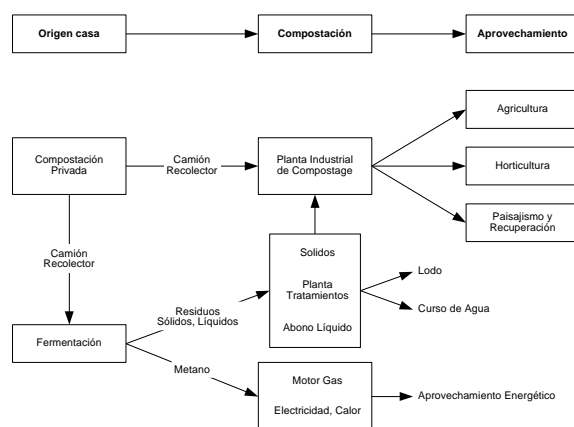 Origen casa
Compostación
Aprovechamiento
Agricultura
Compostación
Privada
Camión
Recolector
Planta Industrial
de Compostage
Horticultura
Paisajismo y
Recuperación
Camión
Recolector
Solidos
Planta
Tratamientos
Abono Líquido
Lodo
Curso de Agua
Residuos
Sólidos, Líquidos
Fermentación
Metano
Motor Gas
Electricidad, Calor
Aprovechamiento Energético